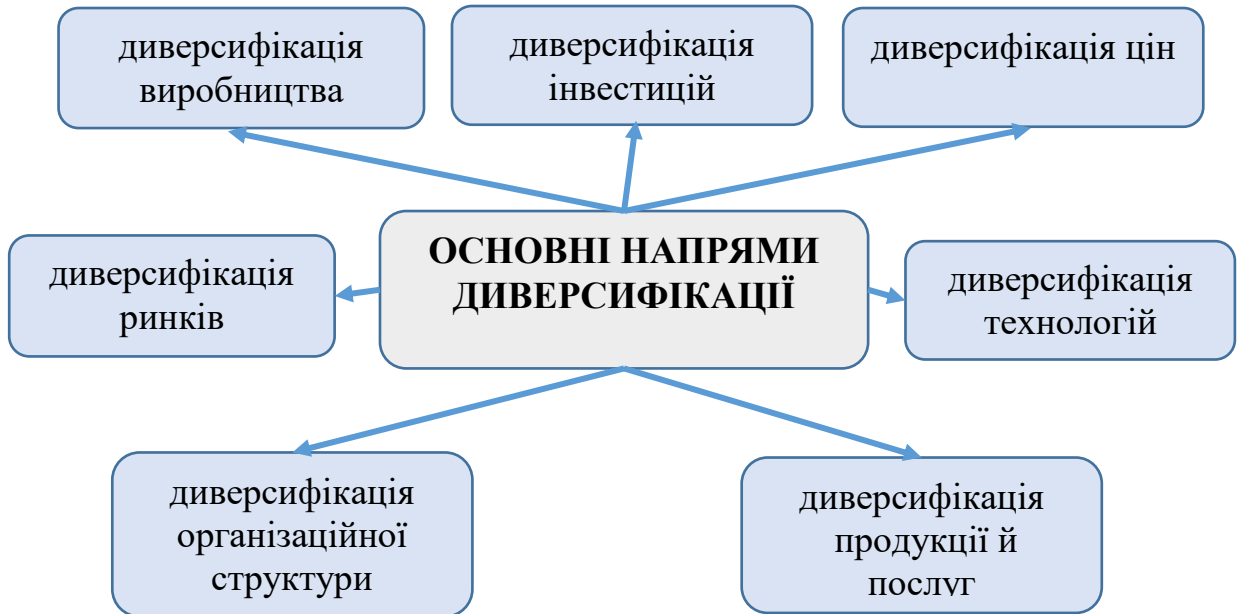 диверсифікація
виробництва
диверсифікація
інвестицій
диверсифікація цін
ОСНОВНІ НАПРЯМИ
ДИВЕРСИФІКАЦІЇ
диверсифікація
ринків
диверсифікація
технологій
диверсифікація
організаційної
структури
диверсифікація
продукції й
послуг